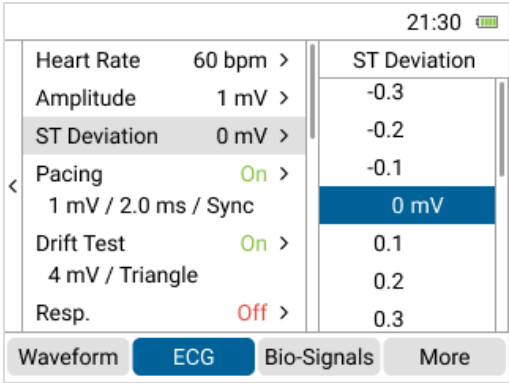 21:30
Heart Rate 60 bpm >
Amplitude 1 mV >
ST Deviation 0 mV >
Pacing On >
1 mV / 2.0 ms / Sync
Drift Test On >
4 mV / Triangle
Resp. Off >
<
ST Deviation
-0.3
-0.2
-0.1
0 mV
0.1
0.2
0.3
Waveform ECG Bio-Signals More